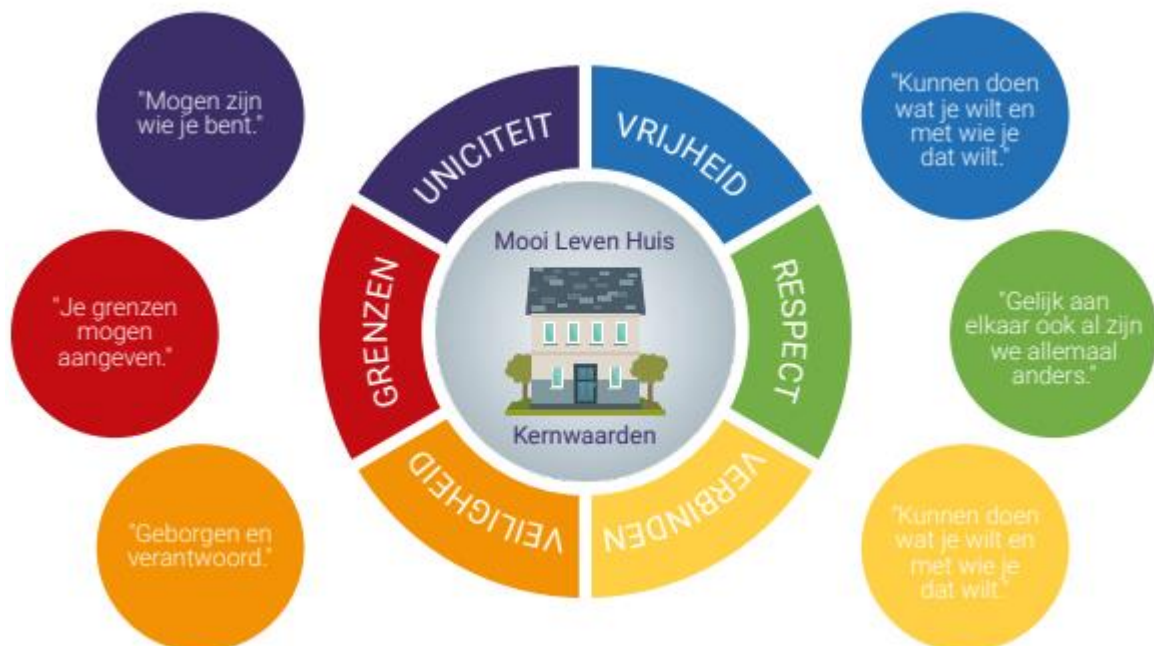 "Mogen zijn
wie je bent."
"Kunnen doen
wat je wilt en
met wie je
dat wilt."
UNICITEIT
VRIJHEID
"Je grenzen
mogen
aangeven."
GRENZEN
Mooi Leven Huis
Kernwaarden
RESPECT
"Gelijk aan
elkaar ook al zijn
we allemaal
anders."
VEILIGHEID
VERBINDEN
"Geborgen en
verantwoord."
"Kunnen doen
wat je wilt en
met wie je
dat wilt."